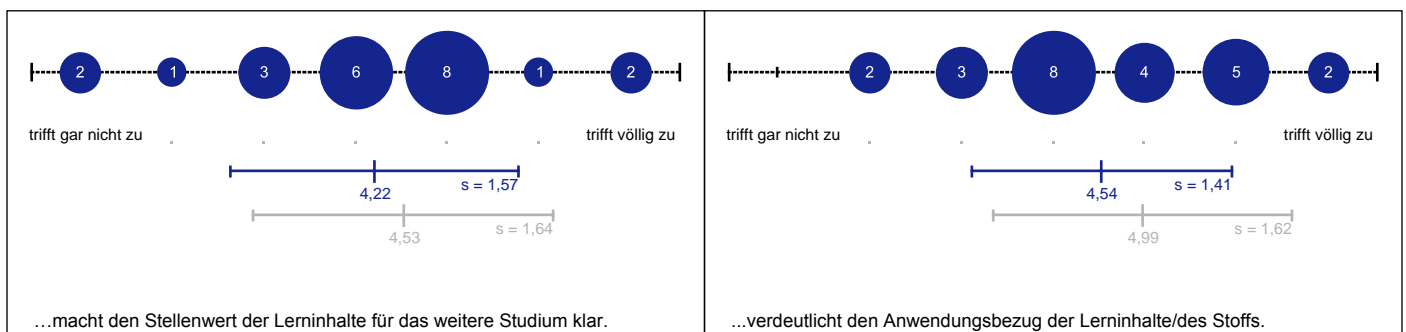 2 1 3 6 8 1 2
trifft gar nicht zu trifft völlig zu
s = 1,57
4,22
s = 1,64
4,53
…macht den Stellenwert der Lerninhalte für das weitere Studium klar.
2 3 8 4 5 2
trifft gar nicht zu trifft völlig zu
s = 1,41
4,54
s = 1,62
4,99
...verdeutlicht den Anwendungsbezug der Lerninhalte/des Stoffs.